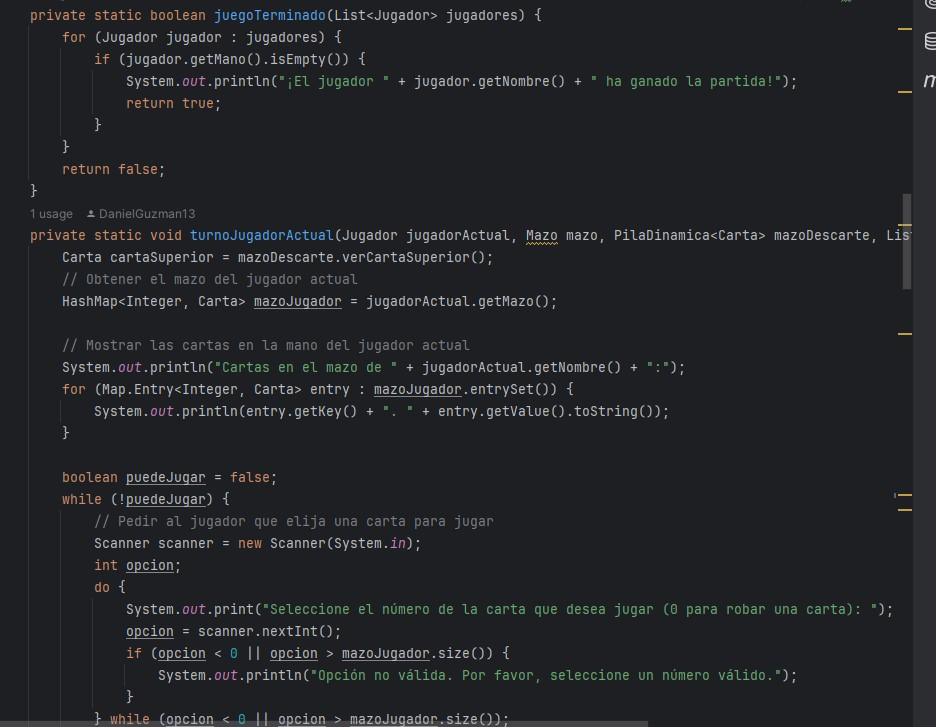 private static boolean juegoTerminado(List<Jugador> jugadores) {
    for (Jugador jugador : jugadores) {
        if (jugador.getMano().isEmpty()) {
            System.out.println("¡El jugador " + jugador.getNombre() + " ha ganado la partida!");
            return true;
        }
    }
    return false;
}
1 usage DanielGuzman13
private static void turnoJugadorActual(Jugador jugadorActual, Mazo mazo, PilaDinamica<Carta> mazoDescarte, Lis
    Carta cartaSuperior = mazoDescarte.verCartaSuperior();
    // Obtener el mazo del jugador actual
    HashMap<Integer, Carta> mazoJugador = jugadorActual.getMazo();
    // Mostrar las cartas en la mano del jugador actual
    System.out.println("Cartas en el mazo de " + jugadorActual.getNombre() + ":");
    for (Map.Entry<Integer, Carta> entry : mazoJugador.entrySet()) {
        System.out.println(entry.getKey() + ". " + entry.getValue().toString());
    }
    boolean puedeJugar = false;
    while (!puedeJugar) {
        // Pedir al jugador que elija una carta para jugar
        Scanner scanner = new Scanner(System.in);
        int opcion;
        do {
            System.out.print("Seleccione el número de la carta que desea jugar (0 para robar una carta): ");
            opcion = scanner.nextInt();
            if (opcion < 0 || opcion > mazoJugador.size()) {
                System.out.println("Opción no válida. Por favor, seleccione un número válido.");
            }
        } while (opcion < 0 || opcion > mazoJugador.size());